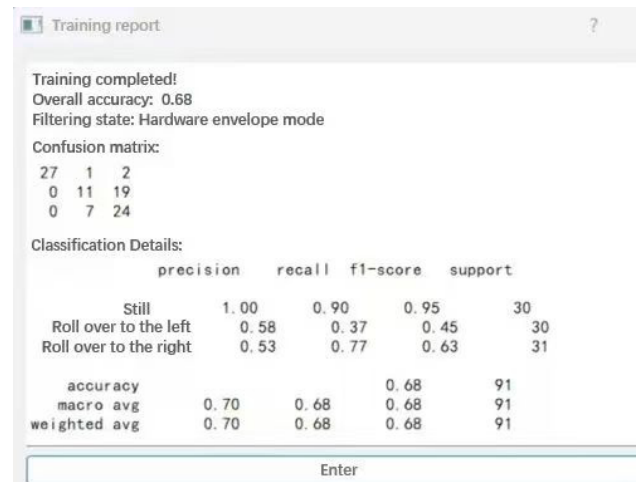 Training report ?
Training completed!
Overall accuracy: 0.68
Filtering state: Hardware envelope mode
Confusion matrix:
27 1 2
0 11 19
0 7 24
Classification Details:
precision recall f1-score support
Still 1.00 0.90 0.95 30
Roll over to the left 0.58 0.37 0.45 30
Roll over to the right 0.53 0.77 0.63 31
accuracy 0.68 91
macro avg 0.70 0.68 0.68 91
weighted avg 0.70 0.68 0.68 91
Enter